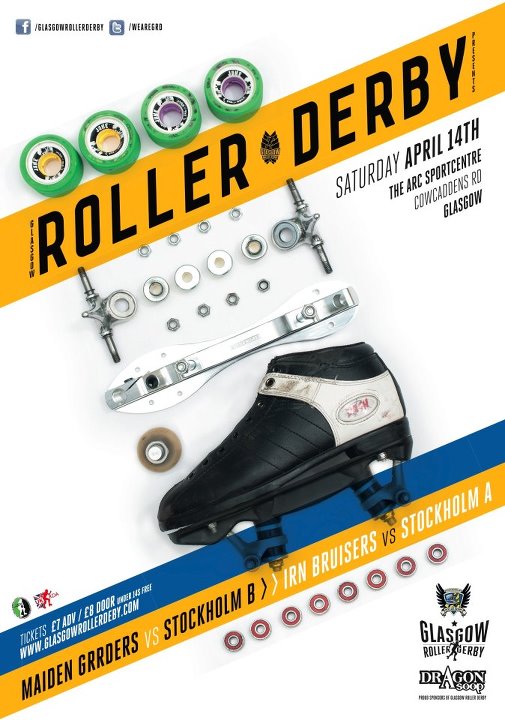 /GLASGOWROLLERDERBY /WEAREGRD
GLASGOW
ROLLER DERBY
PRESENTS
SATURDAY APRIL 14TH
THE ARC SPORTCENTRE
COWCADDENS RD
GLASGOW
TICKETS £7 ADV / £8 DOOR UNDER 14S FREE
WWW.GLASGOWROLLERDERBY.COM
MAIDEN GRRDERS VS STOCKHOLM B >> IRN BRUISERS VS STOCKHOLM A
GLASGOW
ROLLER DERBY
DRAGON
SOOP
PROUD SPONSORS OF GLASGOW ROLLER DERBY